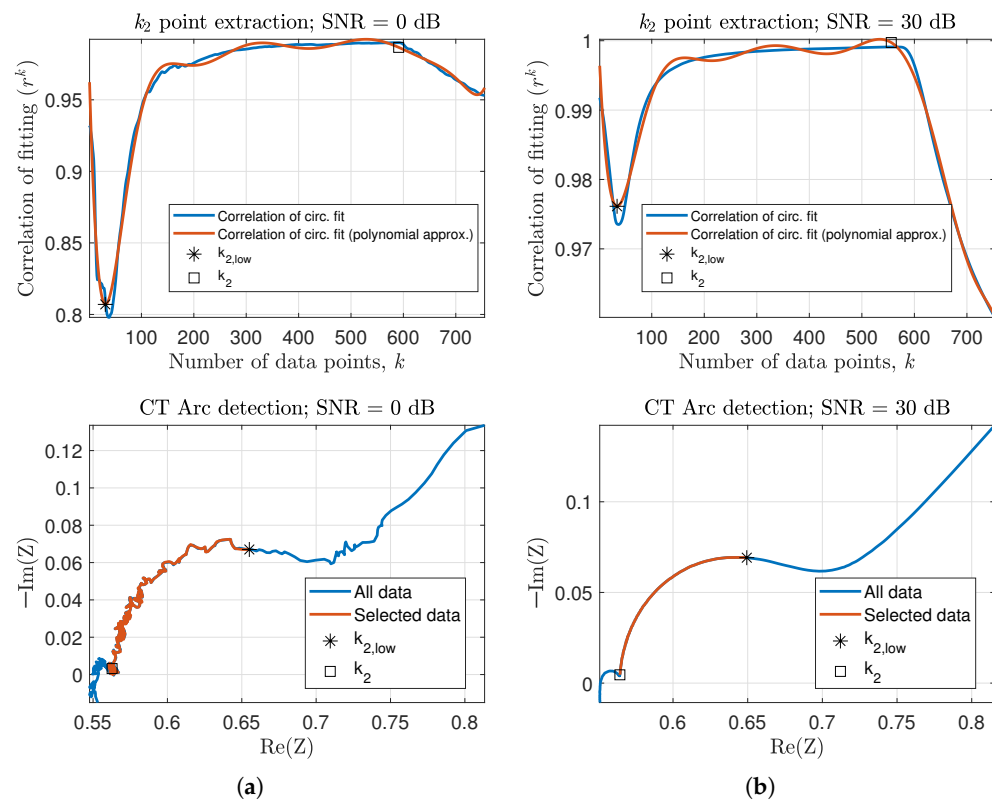 k₂ point extraction; SNR = 0 dB
Correlation of fitting (rᵏ)
0.95
0.9
0.85
0.8
Correlation of circ. fit
Correlation of circ. fit (polynomial approx.)
k₂,low
k₂
100 200 300 400 500 600 700
Number of data points, k
k₂ point extraction; SNR = 30 dB
Correlation of fitting (rᵏ)
1
0.99
0.98
0.97
Correlation of circ. fit
Correlation of circ. fit (polynomial approx.)
k₂,low
k₂
100 200 300 400 500 600 700
Number of data points, k
CT Arc detection; SNR = 0 dB
−Im(Z)
0.12
0.1
0.08
0.06
0.04
0.02
0
All data
Selected data
k₂,low
k₂
0.55 0.6 0.65 0.7 0.75 0.8
Re(Z)
(a)
CT Arc detection; SNR = 30 dB
−Im(Z)
0.1
0.05
0
All data
Selected data
k₂,low
k₂
0.6 0.65 0.7 0.75 0.8
Re(Z)
(b)